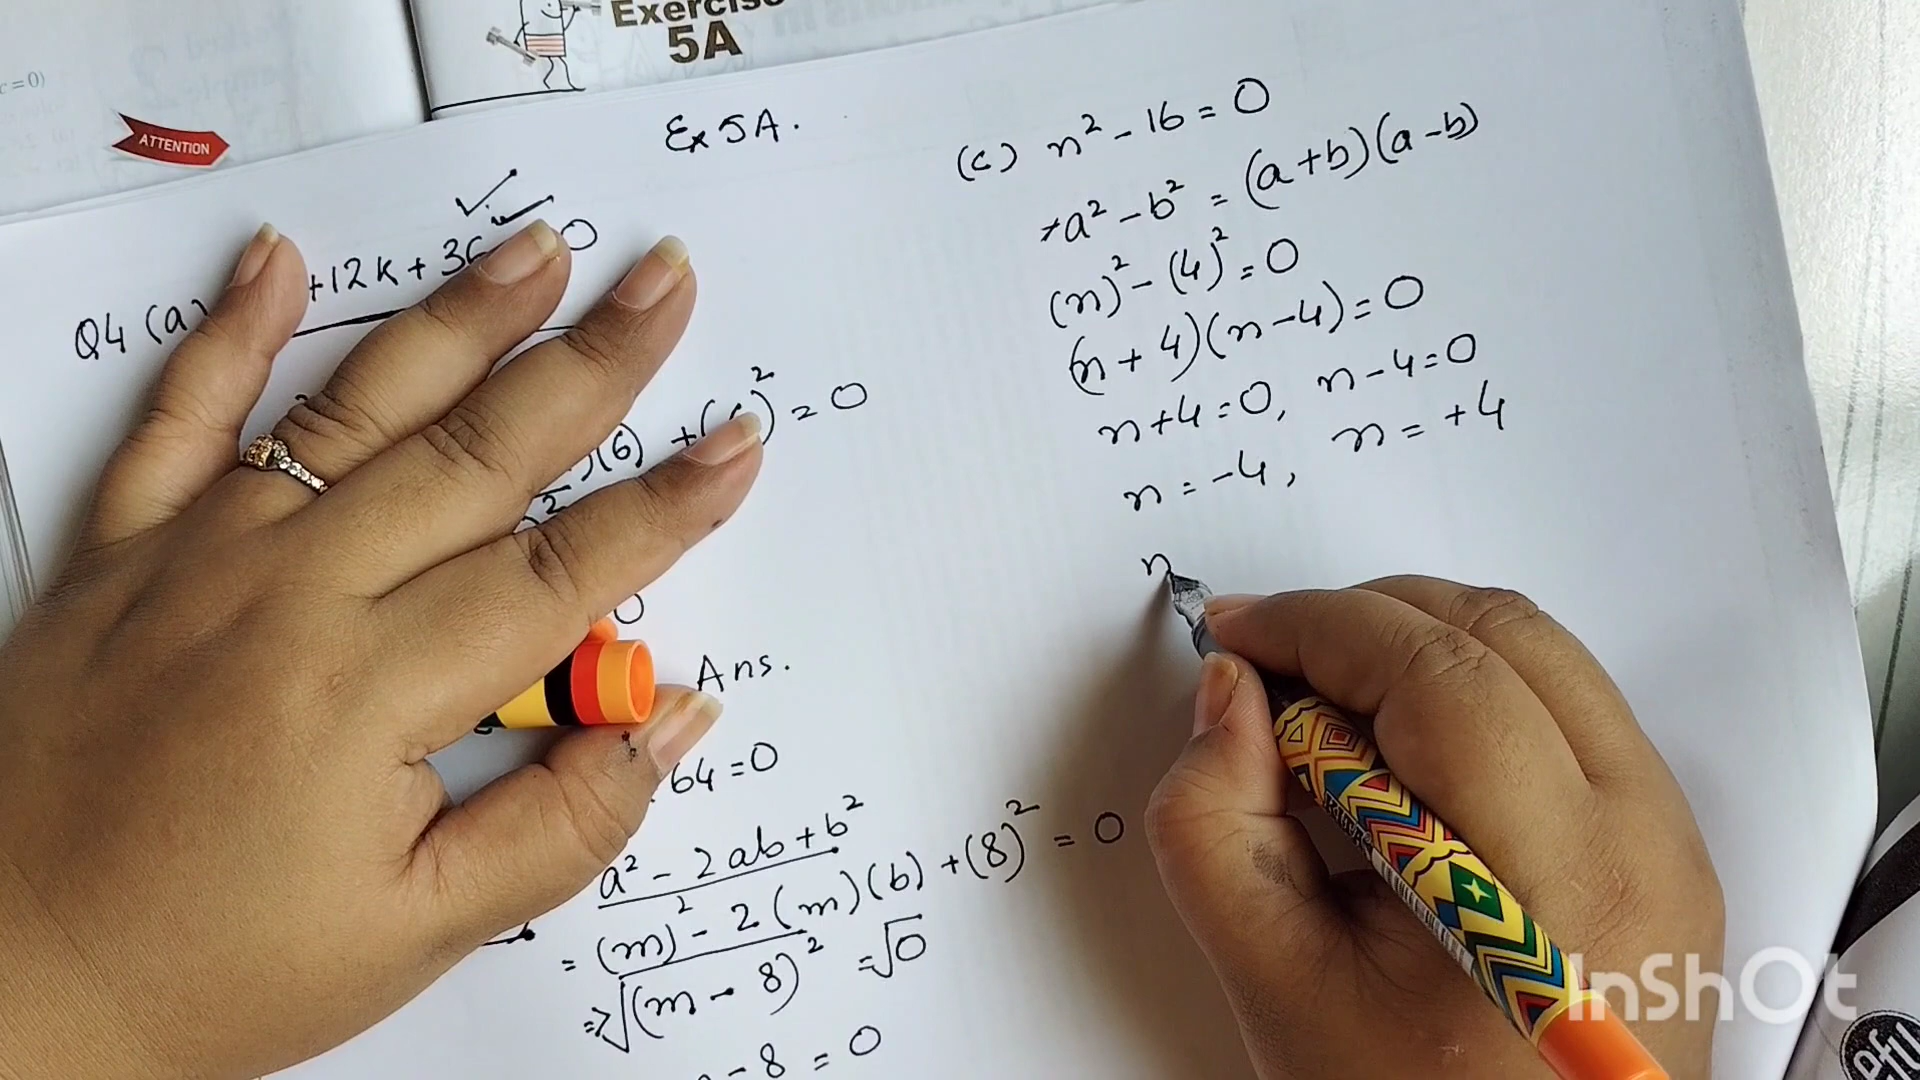 c=0)
ATTENTION
Exercise
5A
Ex 5A.
Q4 (a) +12k+36 0
)(6) +( )² = 0
0
Ans.
64=0
a² - 2ab+b²
= (m)² - 2(m)(b) +(8)² = 0
=>√(m - 8)² =√0
- 8 = 0
(c) n² - 16 = 0
a² - b² = (a+b)(a-b)
(n)² - (4)² = 0
(n + 4)(n - 4) = 0
n+4=0, n-4=0
n = -4, n = +4
n
InShOt